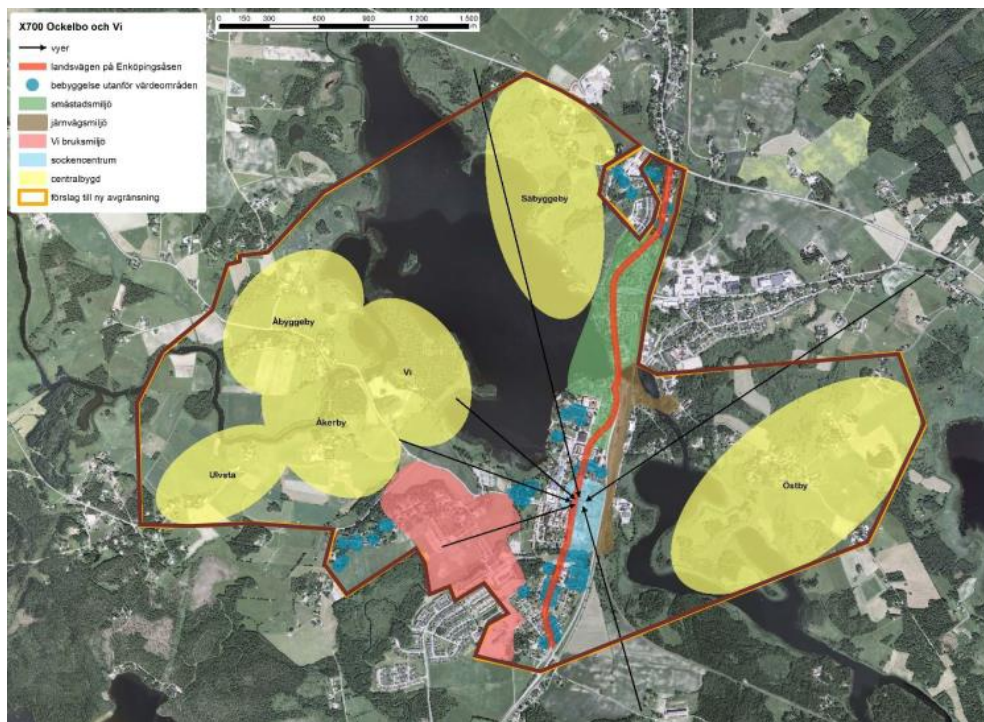 X700 Ockelbo och Vi
vyer
landsvägen på Enköpingsåsen
bebyggelse utanför värdeområden
småstadsmiljö
järnvägsmiljö
Vi bruksmiljö
sockencentrum
centralbygd
förslag till ny avgränsning
0 150 300 600 900 1 200 1 500
Säbyggeby
Åbyggeby
Vi
Åkerby
Ulvsta
Östby